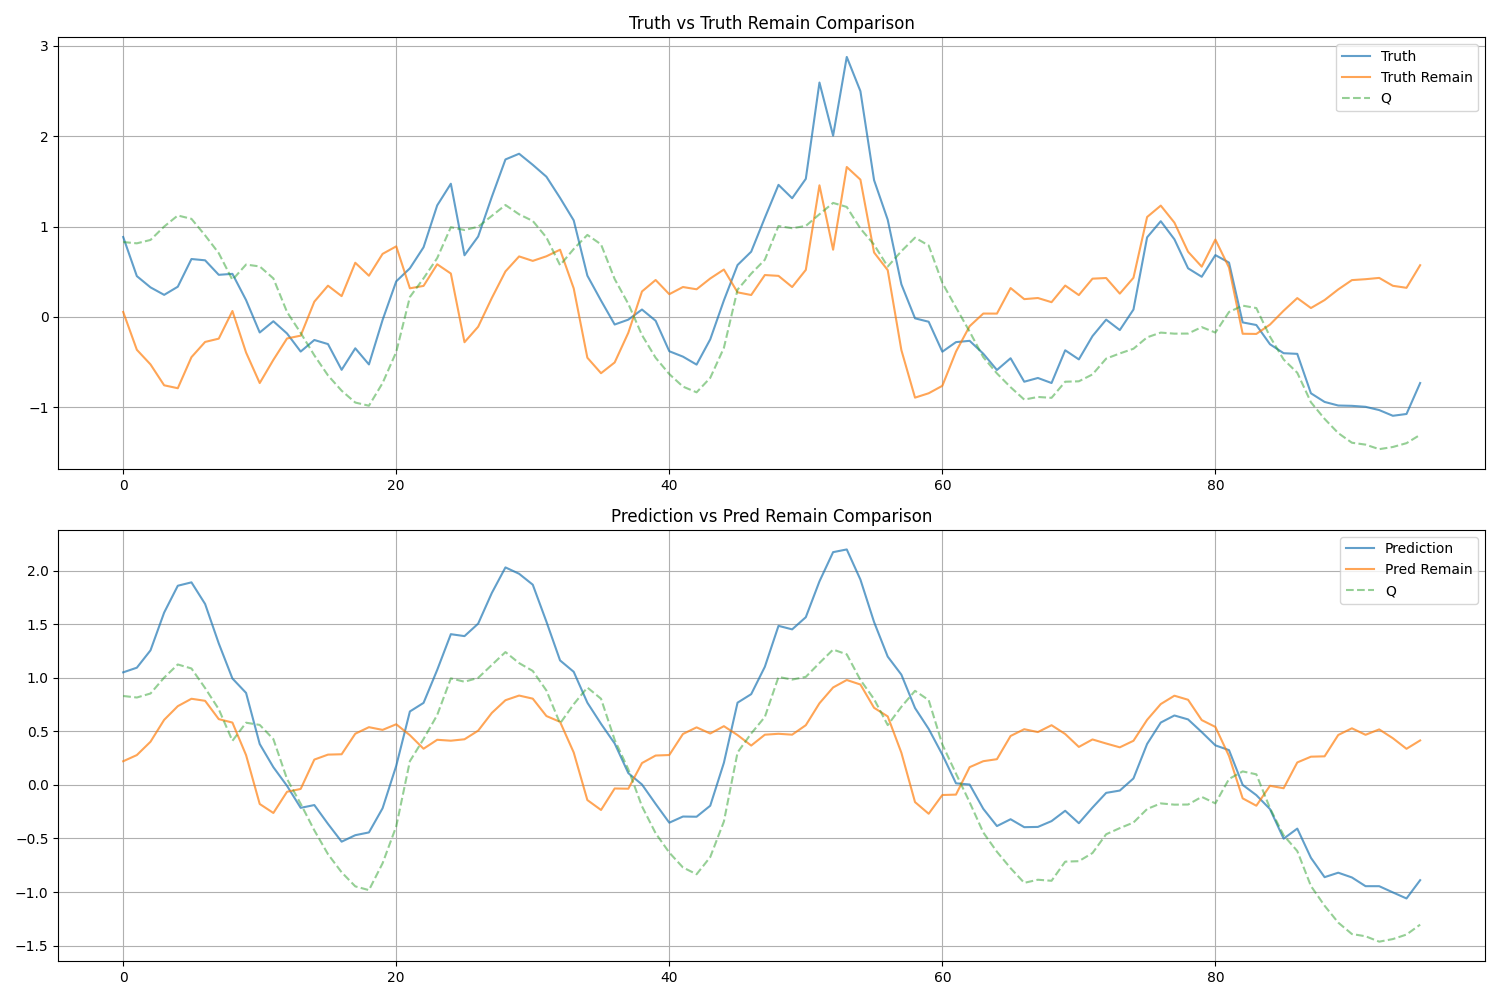 Truth vs Truth Remain Comparison
3
2
1
0
−1
Truth
Truth Remain
Q
0 20 40 60 80
Prediction vs Pred Remain Comparison
2.0
1.5
1.0
0.5
0.0
−0.5
−1.0
−1.5
Prediction
Pred Remain
Q
0 20 40 60 80